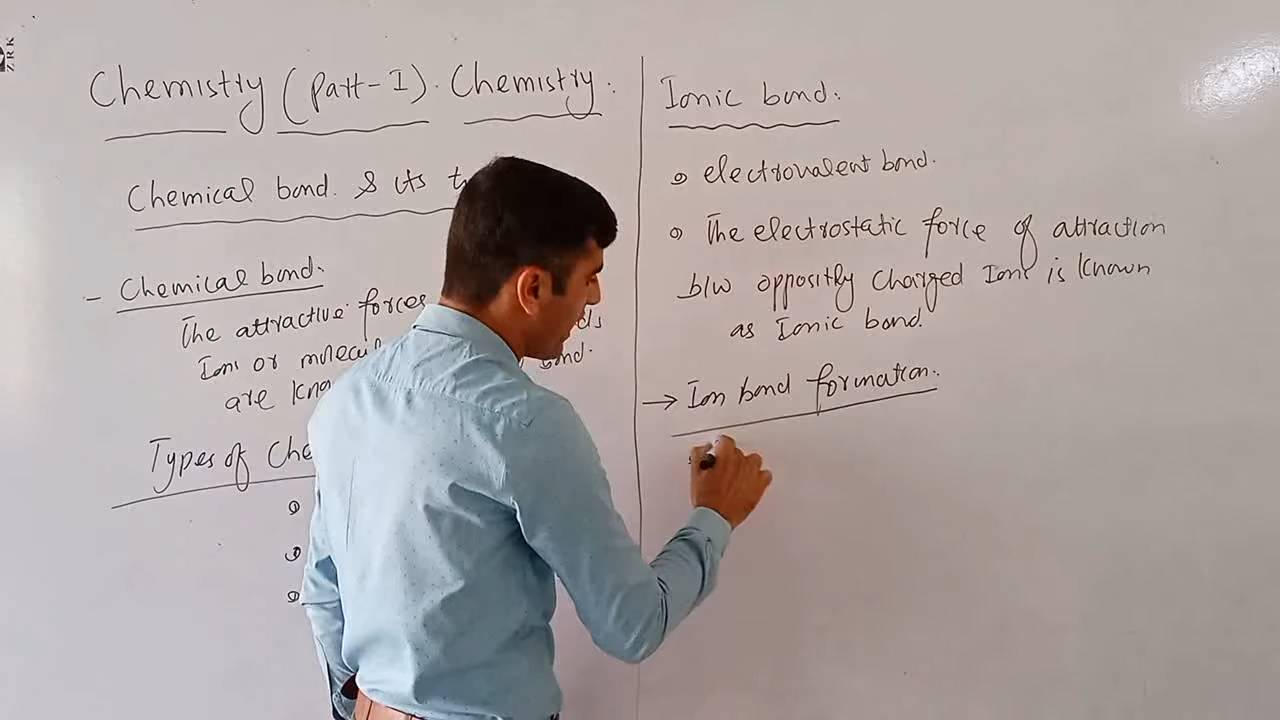 ZRK
Chemistry (Part-I). Chemistry.
Chemical bond. & its
- Chemical bond:
The attractive forces
Ions or molecul
are kno
Types of Che
Ionic bond:
electrovalent bond.
The electrostatic force of attraction
b/w oppositly charged Ions is known
as Ionic bond.
→ Ion bond formation: